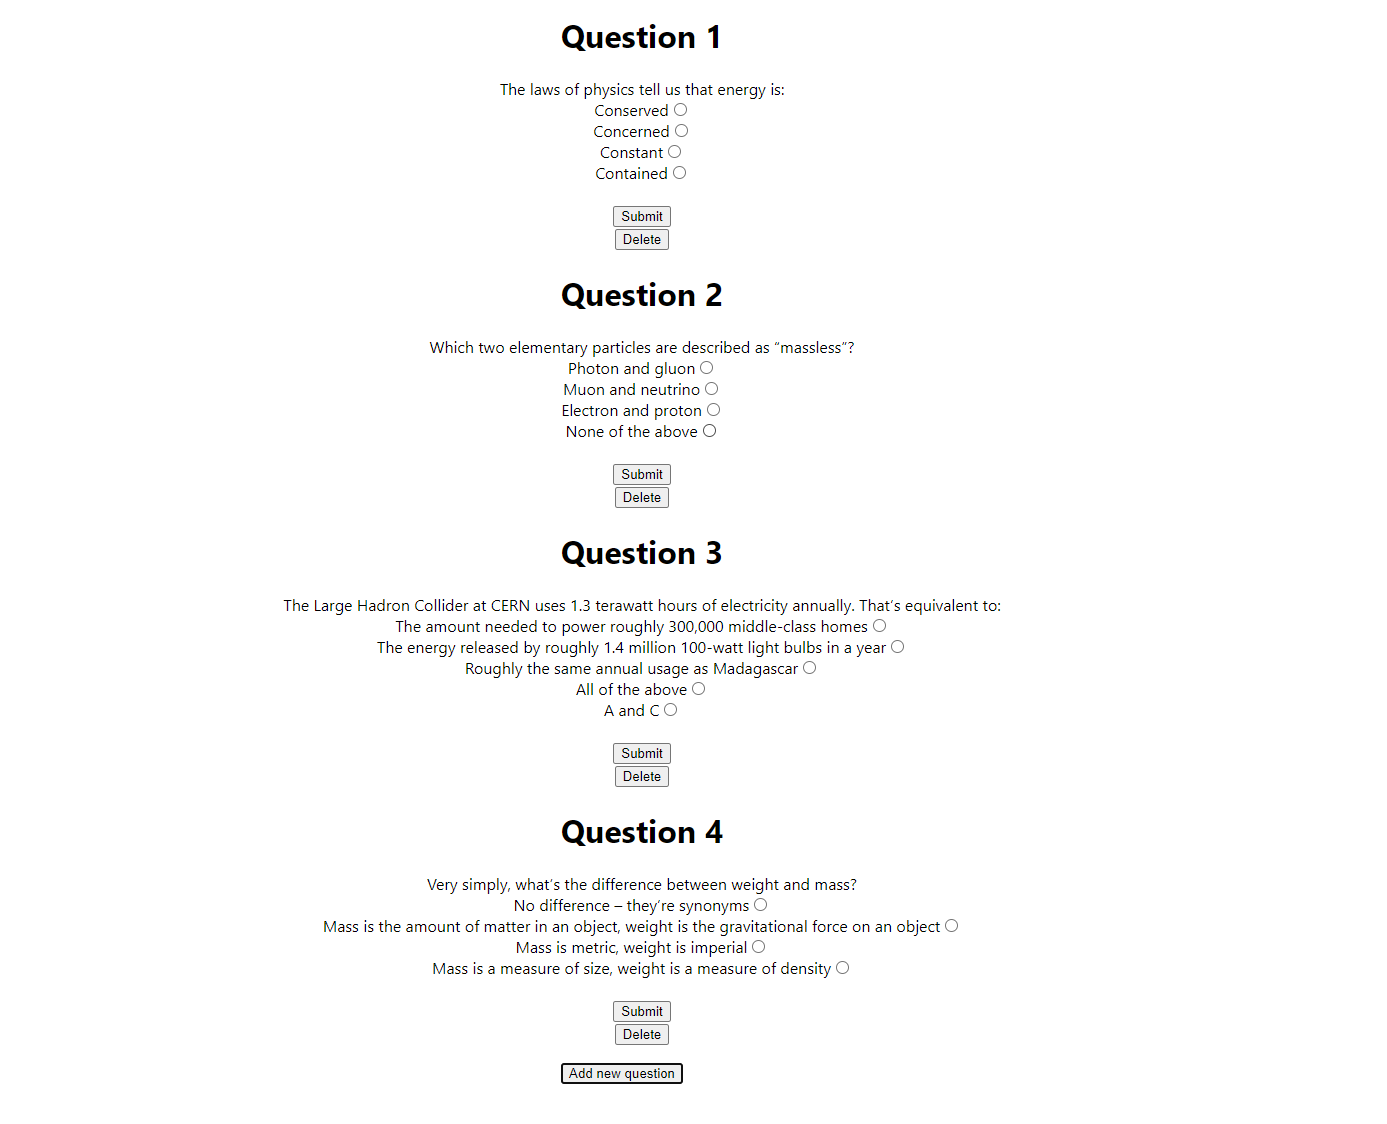 Question 1
The laws of physics tell us that energy is:
Conserved
Concerned
Constant
Contained
Submit
Delete
Question 2
Which two elementary particles are described as “massless”?
Photon and gluon
Muon and neutrino
Electron and proton
None of the above
Submit
Delete
Question 3
The Large Hadron Collider at CERN uses 1.3 terawatt hours of electricity annually. That’s equivalent to:
The amount needed to power roughly 300,000 middle-class homes
The energy released by roughly 1.4 million 100-watt light bulbs in a year
Roughly the same annual usage as Madagascar
All of the above
A and C
Submit
Delete
Question 4
Very simply, what’s the difference between weight and mass?
No difference – they’re synonyms
Mass is the amount of matter in an object, weight is the gravitational force on an object
Mass is metric, weight is imperial
Mass is a measure of size, weight is a measure of density
Submit
Delete
Add new question